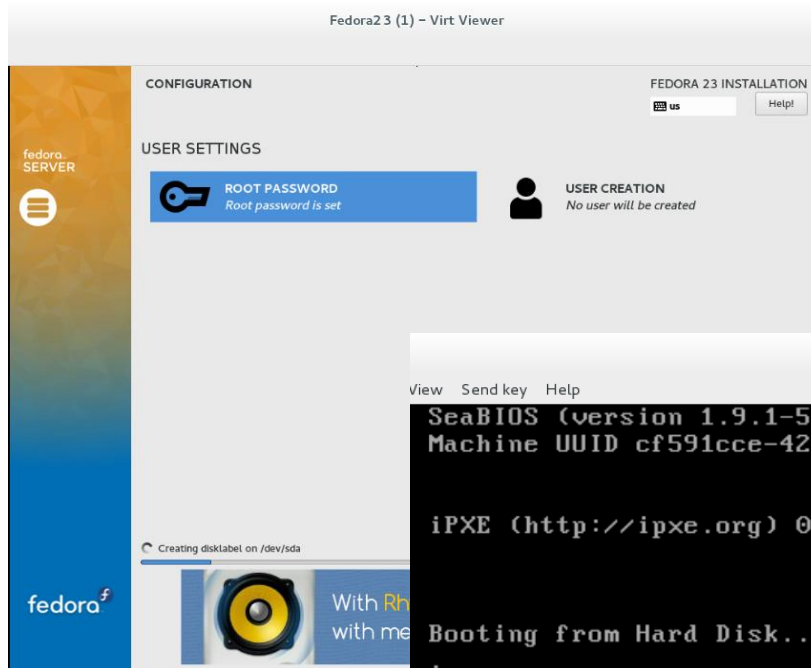 Fedora23 (1) – Virt Viewer
CONFIGURATION
FEDORA 23 INSTALLATION
us
Help!
fedora
SERVER
USER SETTINGS
ROOT PASSWORD
Root password is set
USER CREATION
No user will be created
View Send key Help
SeaBIOS (version 1.9.1-5
Machine UUID cf591cce-42
iPXE (http://ipxe.org) 0
Creating disklabel on /dev/sda
fedora
With Rh
with me
Booting from Hard Disk..